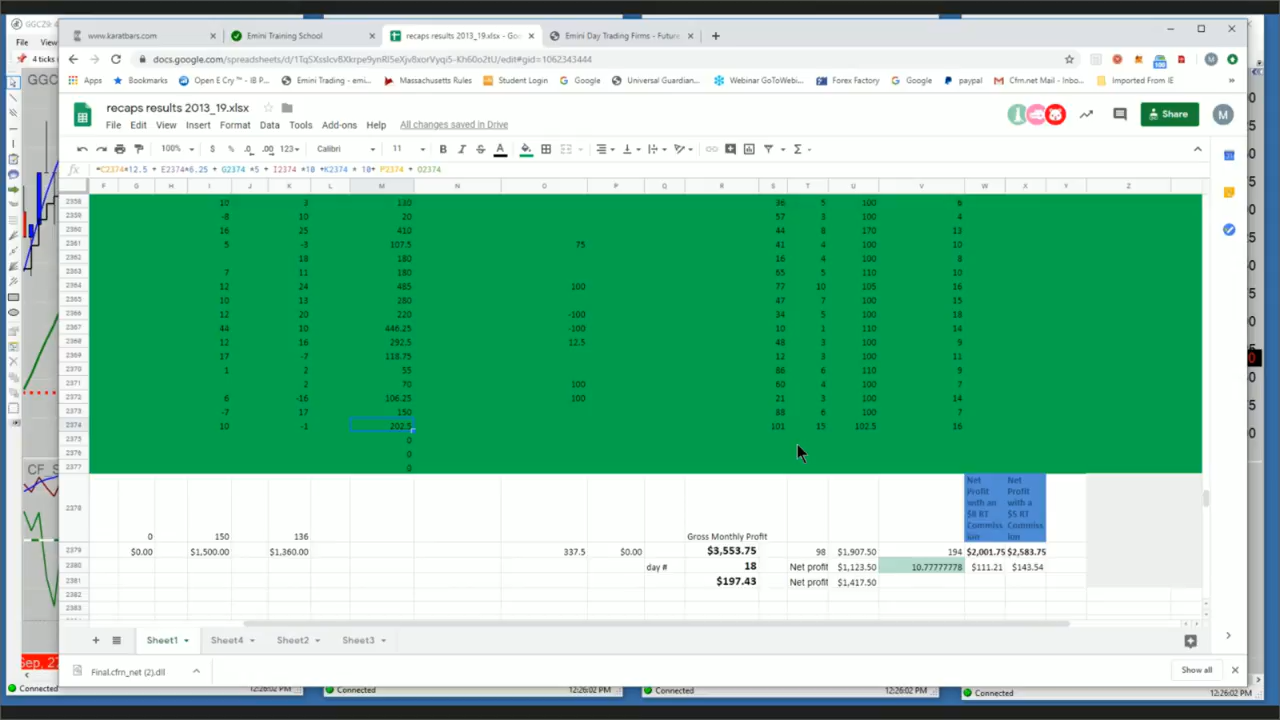 GGCZ9-
www.karatbars.com
Emini Training School
recaps results 2013_19.xlsx - Go
Emini Day Trading Firms - Future
File View
4 ticks
docs.google.com/spreadsheets/d/1TqSXssIcv8Xkrpe9ynRI5eXjv8xorVyqi5-Kh60o2tU/edit#gid=1062343444
Apps Bookmarks Open E Cry ~ iB P... Emini Trading - emi... Massachusetts Rules Student Login Google Universal Guardian... Webinar GoToWebi... Forex Factory Google paypal Cfrn.net Mail - Inbo... Imported From IE
recaps results 2013_19.xlsx
File Edit View Insert Format Data Tools Add-ons Help All changes saved in Drive
Share M
100% $ % .0 .00 123 Calibri 11
fx =C2374*12.5 + E2374*6.25 + G2374 *5 + I2374 *10 +K2374 * 10+ P2374 + O2374
F G H I J K L M N O P Q R S T U V W X Y Z
2358 10 3 130 36 5 100 6
2359 -8 10 20 57 3 100 4
2360 16 25 410 44 8 170 13
2361 5 -3 107.5 75 41 4 100 10
2362 18 180 16 4 100 8
2363 7 11 180 65 5 110 10
2364 12 24 485 100 77 10 105 16
2365 10 13 280 47 7 100 15
2366 12 20 220 -100 34 5 100 18
2367 44 10 446.25 -100 10 1 110 14
2368 12 16 292.5 12.5 48 3 100 9
2369 17 -7 118.75 12 3 100 11
2370 1 2 55 86 6 110 9
2371 2 70 100 60 4 100 7
2372 6 -16 106.25 100 21 3 100 14
2373 -7 17 150 88 6 100 7
2374 10 -1 202.5 101 15 102.5 16
2375 0
2376 0
2377 0
Net Profit with an $8 RT Commission
Net Profit with a $5 RT Commission
2378 0 150 136 Gross Monthly Profit
2379 $0.00 $1,500.00 $1,360.00 337.5 $0.00 $3,553.75 98 $1,907.50 194 $2,001.75 $2,583.75
2380 day # 18 Net profit $1,123.50 10.77777778 $111.21 $143.54
2381 $197.43 Net profit $1,417.50
2382
2383
Sheet1 Sheet4 Sheet2 Sheet3
Sep, 27
Final.cfrn_net (2).dll
Show all
Connected 12:26:02 PM Connected 12:26:02 PM Connected 12:26:02 PM Connected 12:26:02 PM